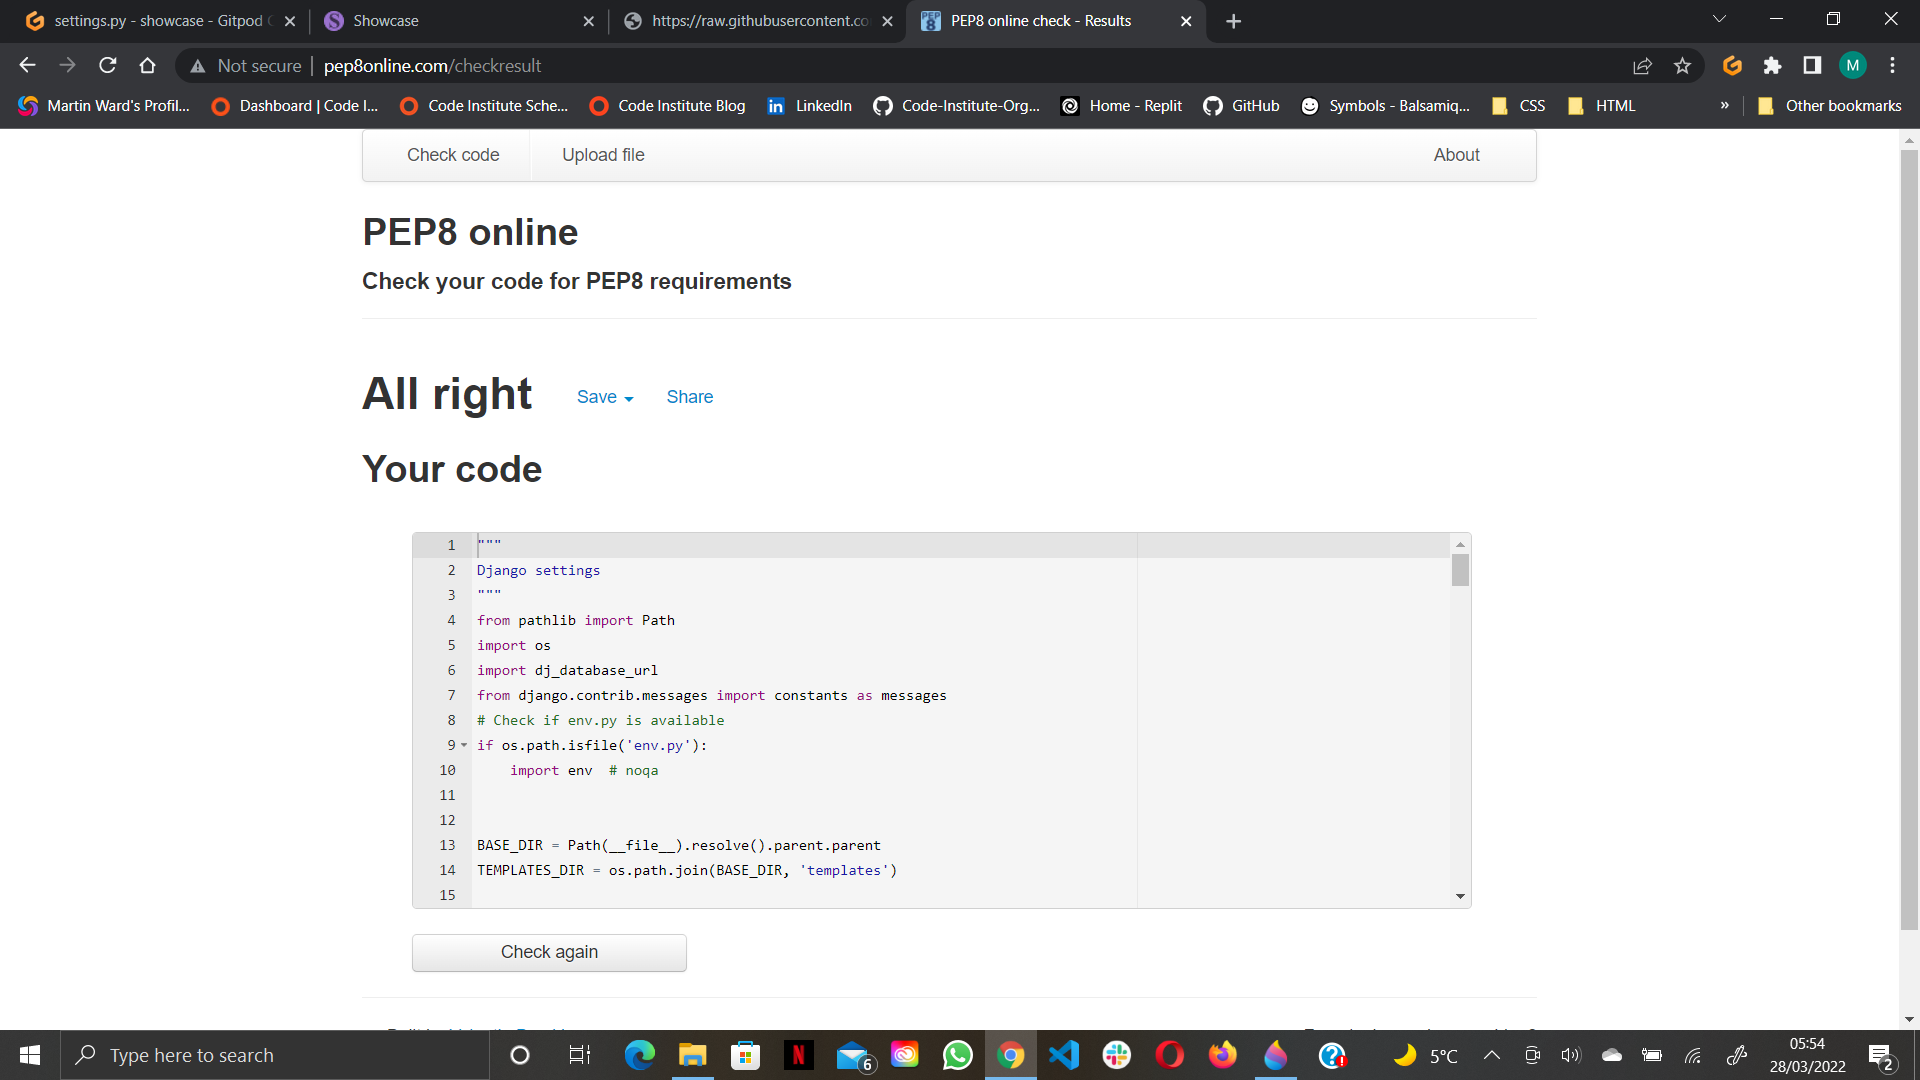 settings.py - showcase - Gitpod
Showcase
https://raw.githubusercontent.co
PEP8 online check - Results
Not secure
pep8online.com/checkresult
M
Martin Ward's Profil...
Dashboard | Code I...
Code Institute Sche...
Code Institute Blog
LinkedIn
Code-Institute-Org...
Home - Replit
GitHub
Symbols - Balsamiq...
CSS
HTML
»
Other bookmarks
Check code
Upload file
About
PEP8 online
Check your code for PEP8 requirements
All right
Save
Share
Your code
1 """
2 Django settings
3 """
4 from pathlib import Path
5 import os
6 import dj_database_url
7 from django.contrib.messages import constants as messages
8 # Check if env.py is available
9 if os.path.isfile('env.py'):
10 import env  # noqa
11
12
13 BASE_DIR = Path(__file__).resolve().parent.parent
14 TEMPLATES_DIR = os.path.join(BASE_DIR, 'templates')
15
Check again
Type here to search
6
5°C
05:54
28/03/2022
2